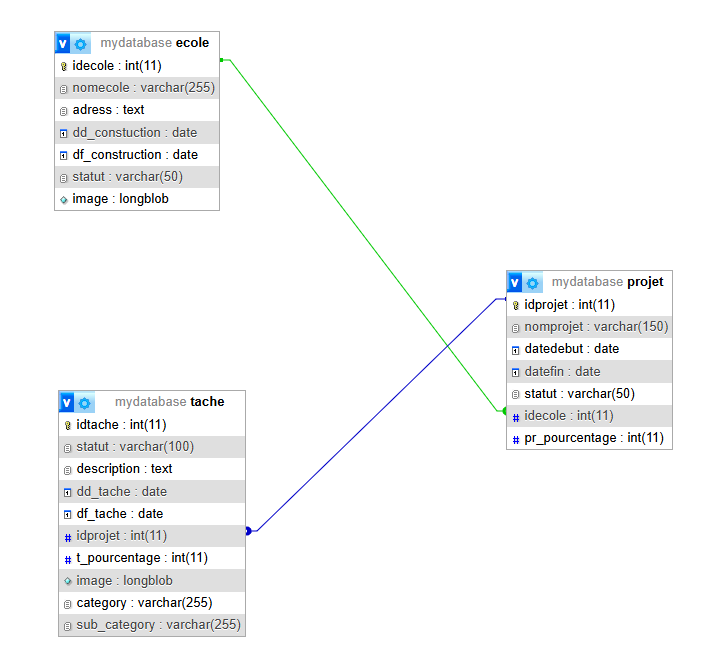 mydatabase ecole
idecole : int(11)
nomecole : varchar(255)
adress : text
dd_constuction : date
df_construction : date
statut : varchar(50)
image : longblob
mydatabase projet
idprojet : int(11)
nomprojet : varchar(150)
datedebut : date
datefin : date
statut : varchar(50)
idecole : int(11)
pr_pourcentage : int(11)
mydatabase tache
idtache : int(11)
statut : varchar(100)
description : text
dd_tache : date
df_tache : date
idprojet : int(11)
t_pourcentage : int(11)
image : longblob
category : varchar(255)
sub_category : varchar(255)